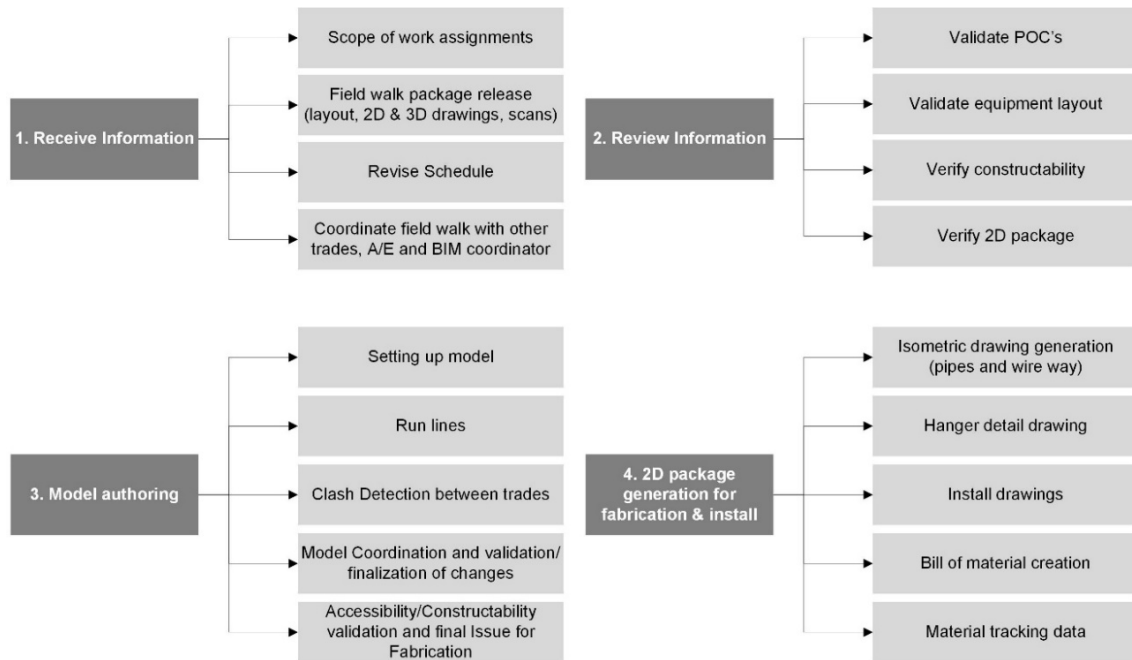 1. Receive Information
Scope of work assignments
Field walk package release
(layout, 2D & 3D drawings, scans)
Revise Schedule
Coordinate field walk with other
trades, A/E and BIM coordinator
2. Review Information
Validate POC's
Validate equipment layout
Verify constructability
Verify 2D package
3. Model authoring
Setting up model
Run lines
Clash Detection between trades
Model Coordination and validation/
finalization of changes
Accessibility/Constructability
validation and final Issue for
Fabrication
4. 2D package
generation for
fabrication & install
Isometric drawing generation
(pipes and wire way)
Hanger detail drawing
Install drawings
Bill of material creation
Material tracking data